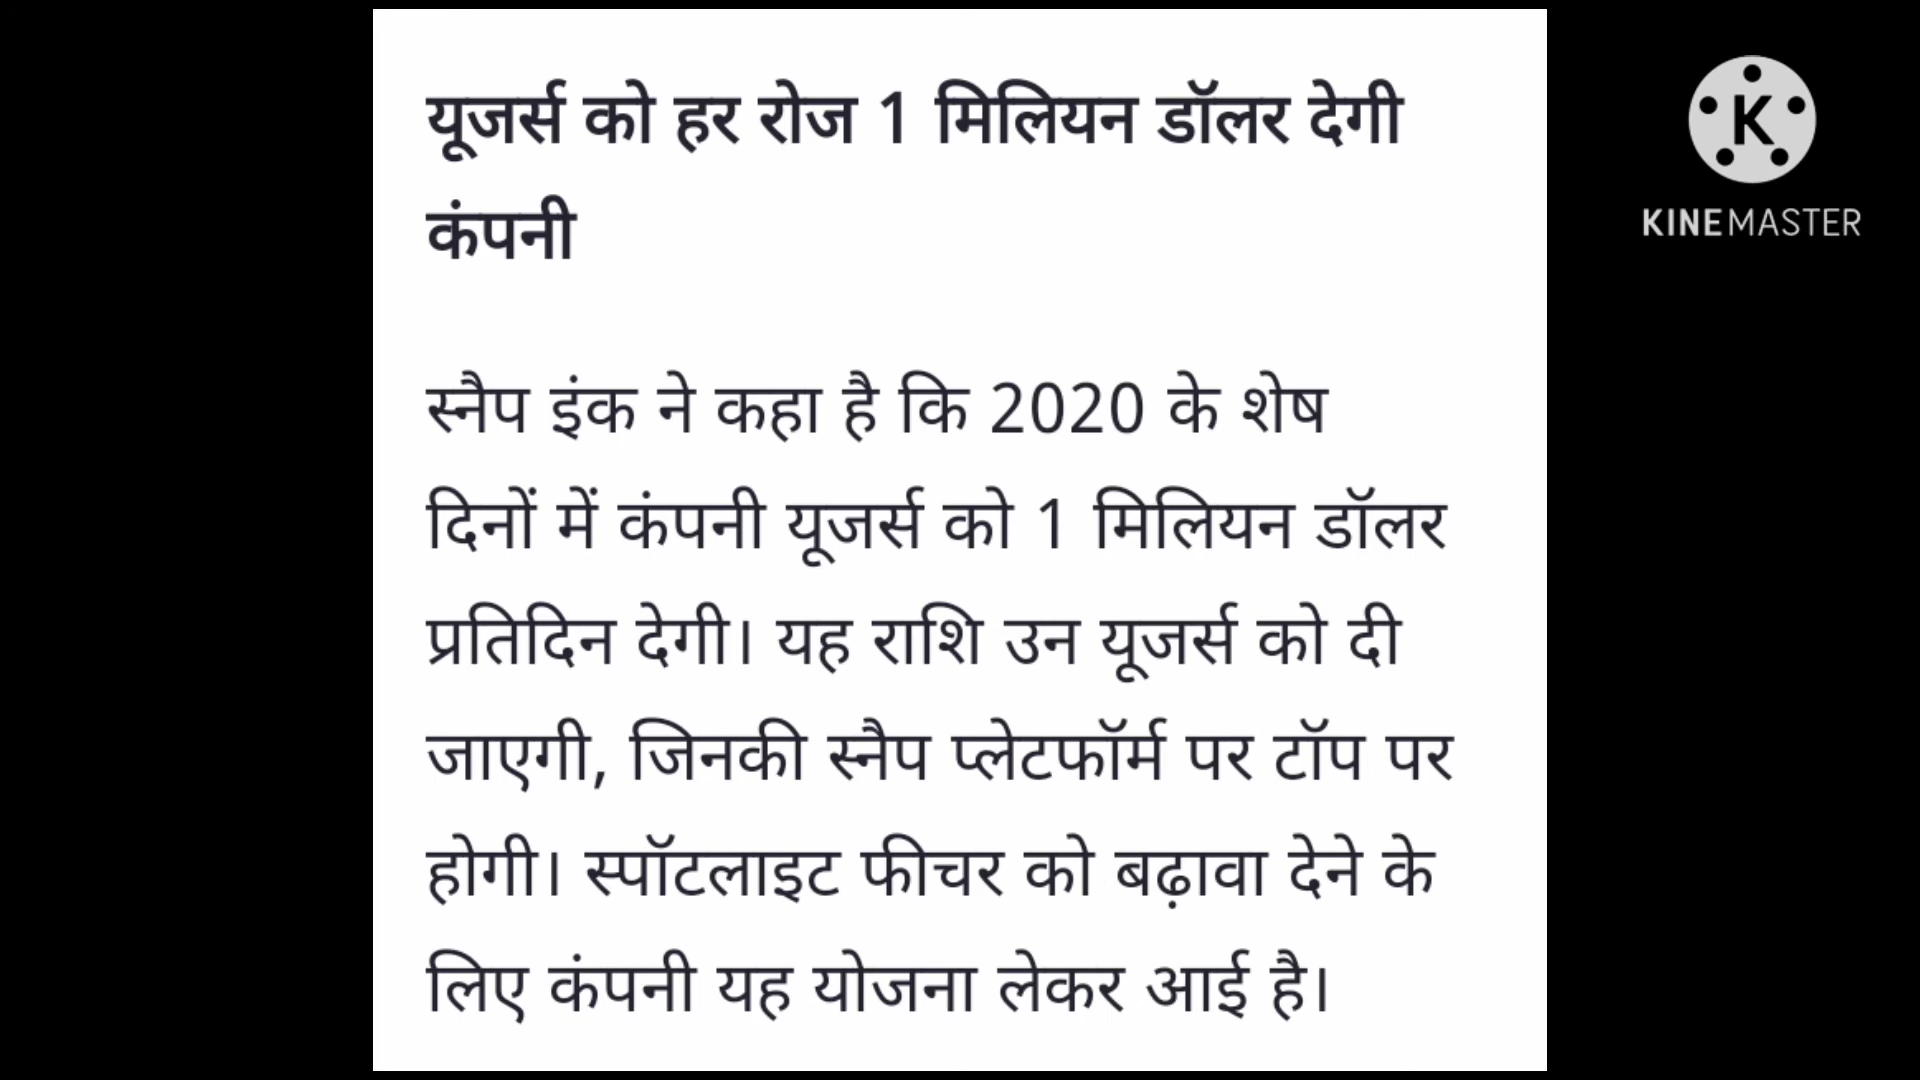 यूजर्स को हर रोज 1 मिलियन डॉलर देगी
कंपनी
स्नैप इंक ने कहा है कि 2020 के शेष
दिनों में कंपनी यूजर्स को 1 मिलियन डॉलर
प्रतिदिन देगी। यह राशि उन यूजर्स को दी
जाएगी, जिनकी स्नैप प्लेटफॉर्म पर टॉप पर
होगी। स्पॉटलाइट फीचर को बढ़ावा देने के
लिए कंपनी यह योजना लेकर आई है।
K
KINEMASTER